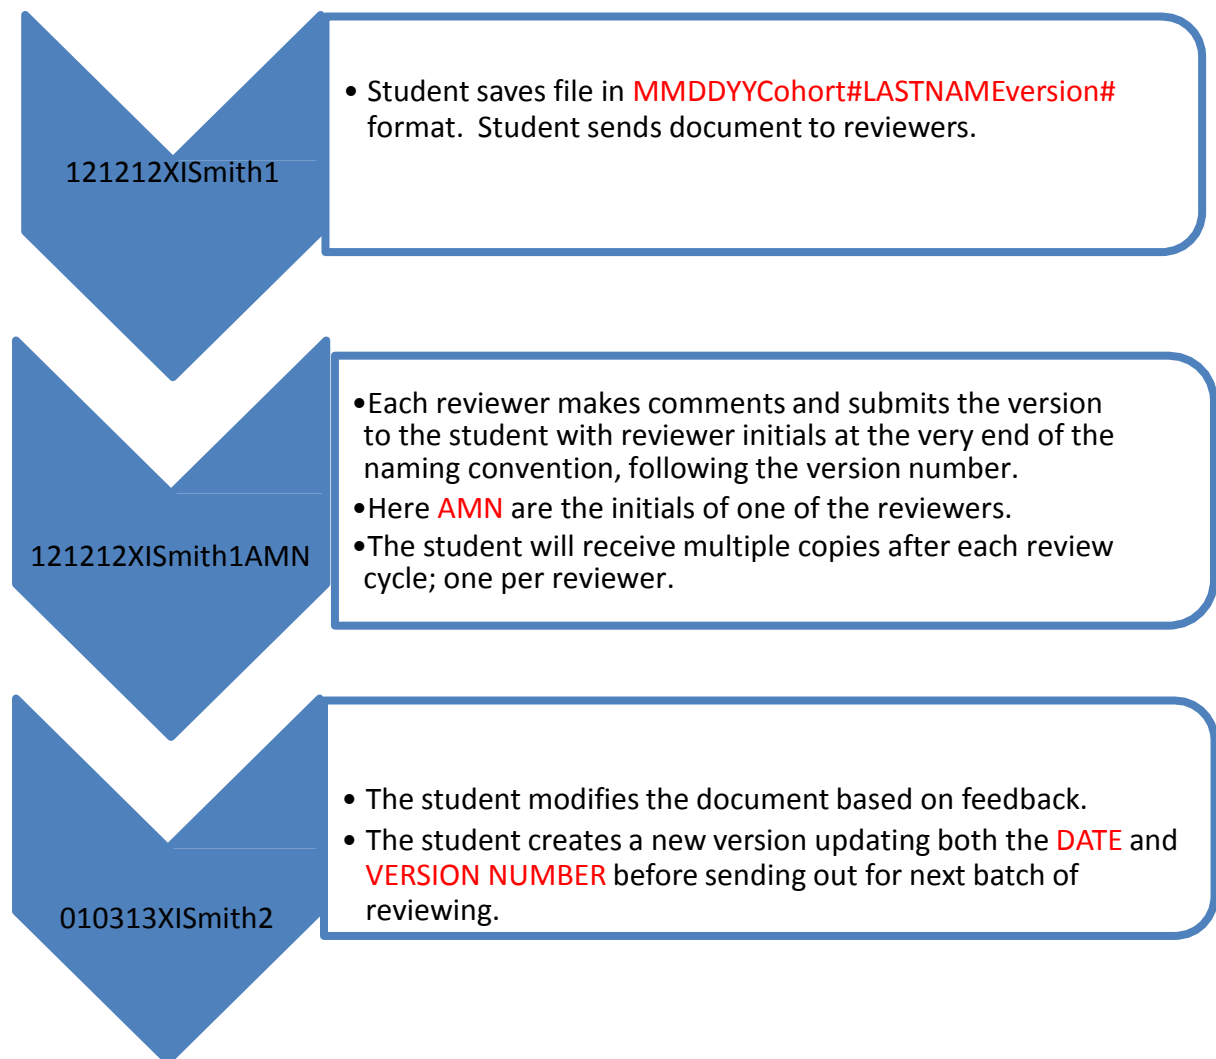 • Student saves file in MMDDYYCohort#LASTNAMEversion#
format.  Student sends document to reviewers.
121212XISmith1
•Each reviewer makes comments and submits the version
to the student with reviewer initials at the very end of the
naming convention, following the version number.
•Here AMN are the initials of one of the reviewers.
•The student will receive multiple copies after each review
cycle; one per reviewer.
121212XISmith1AMN
• The student modifies the document based on feedback.
• The student creates a new version updating both the DATE and
VERSION NUMBER before sending out for next batch of
reviewing.
010313XISmith2